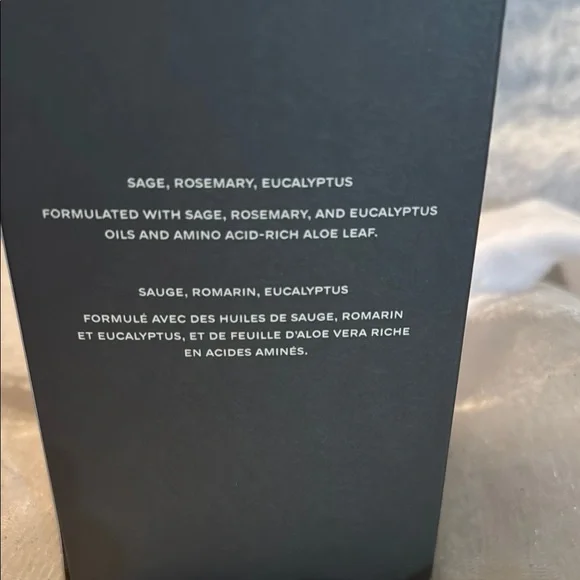 SAGE, ROSEMARY, EUCALYPTUS
FORMULATED WITH SAGE, ROSEMARY, AND EUCALYPTUS
OILS AND AMINO ACID-RICH ALOE LEAF.
SAUGE, ROMARIN, EUCALYPTUS
FORMULÉ AVEC DES HUILES DE SAUGE, ROMARIN
ET EUCALYPTUS, ET DE FEUILLE D'ALOE VERA RICHE
EN ACIDES AMINÉS.